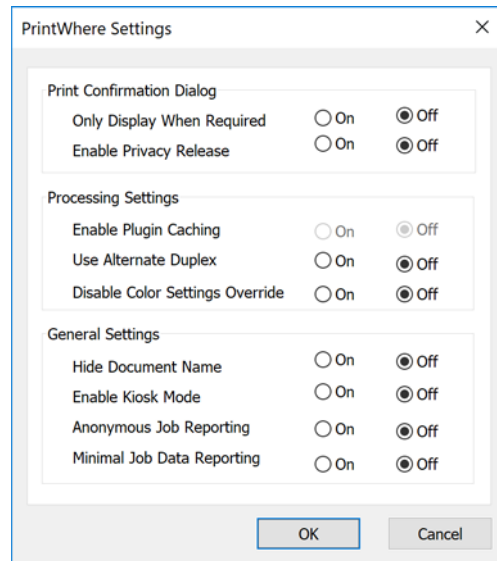 PrintWhere Settings
Print Confirmation Dialog
Only Display When Required On Off
Enable Privacy Release On Off
Processing Settings
Enable Plugin Caching On Off
Use Alternate Duplex On Off
Disable Color Settings Override On Off
General Settings
Hide Document Name On Off
Enable Kiosk Mode On Off
Anonymous Job Reporting On Off
Minimal Job Data Reporting On Off
OK Cancel